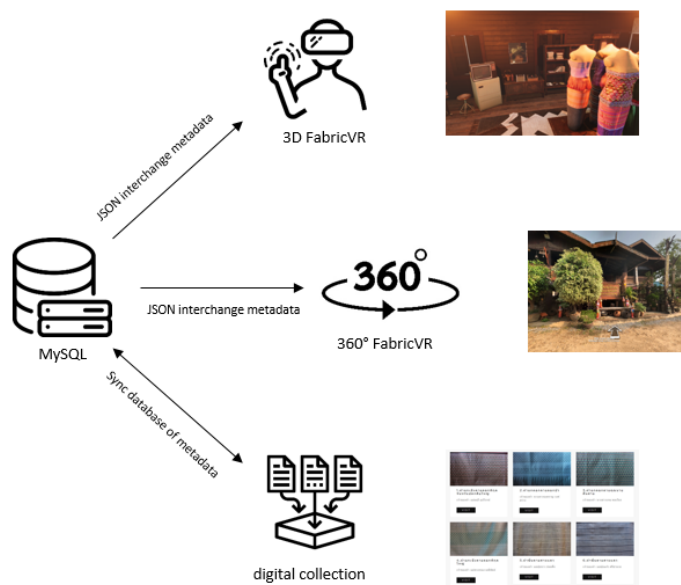 3D FabricVR
JSON interchange metadata
360°
JSON interchange metadata
360° FabricVR
MySQL
Sync database of metadata
digital collection